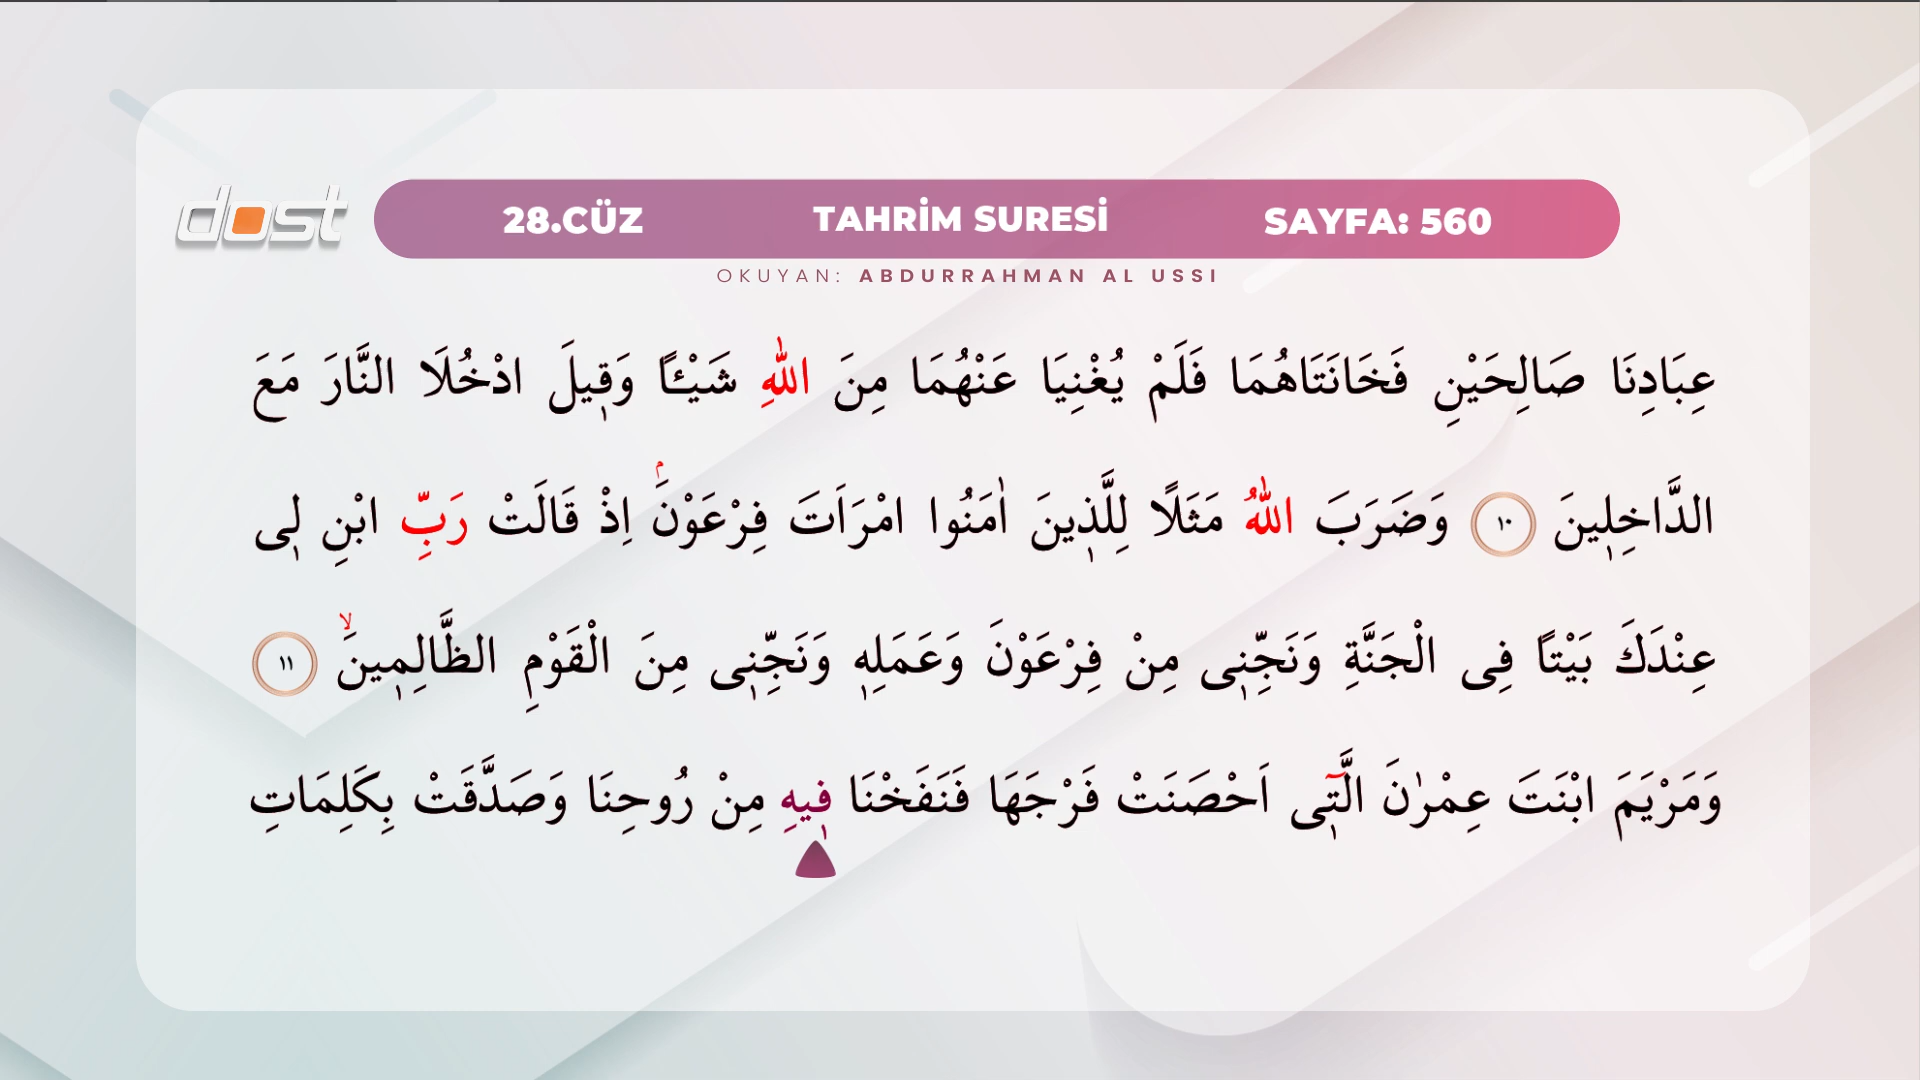 dost
28.CÜZ TAHRİM SURESİ SAYFA: 560
OKUYAN: ABDURRAHMAN AL USSI
عِبَادِنَا صَالِحَيْنِ فَخَانَتَاهُمَا فَلَمْ يُغْنِيَا عَنْهُمَا مِنَ اللّٰهِ شَيْـًٔا وَق۪يلَ ادْخُلَا النَّارَ مَعَ
الدَّاخِل۪ينَ ١٠ وَضَرَبَ اللّٰهُ مَثَلًا لِلَّذ۪ينَ اٰمَنُوا امْرَاَتَ فِرْعَوْنَۢ اِذْ قَالَتْ رَبِّ ابْنِ ل۪ى
عِنْدَكَ بَيْتًا فِى الْجَنَّةِ وَنَجِّن۪ى مِنْ فِرْعَوْنَ وَعَمَلِه۪ وَنَجِّن۪ى مِنَ الْقَوْمِ الظَّالِم۪ينَۙ ١١
وَمَرْيَمَ ابْنَتَ عِمْرٰنَ الَّت۪ٓى اَحْصَنَتْ فَرْجَهَا فَنَفَخْنَا ف۪يهِ مِنْ رُوحِنَا وَصَدَّقَتْ بِكَلِمَاتِ